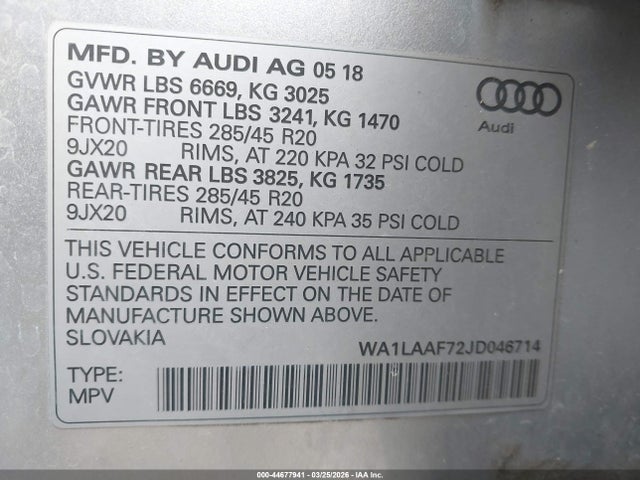 MFD. BY AUDI AG 05 18
GVWR LBS 6669, KG 3025
GAWR FRONT LBS 3241, KG 1470
FRONT-TIRES 285/45 R20
9JX20 RIMS, AT 220 KPA 32 PSI COLD
GAWR REAR LBS 3825, KG 1735
REAR-TIRES 285/45 R20
9JX20 RIMS, AT 240 KPA 35 PSI COLD
Audi
THIS VEHICLE CONFORMS TO ALL APPLICABLE
U.S. FEDERAL MOTOR VEHICLE SAFETY
STANDARDS IN EFFECT ON THE DATE OF
MANUFACTURE SHOWN ABOVE.
SLOVAKIA
WA1LAAF72JD046714
TYPE:
MPV
000-44677941 - 03/25/2026 - IAA Inc.